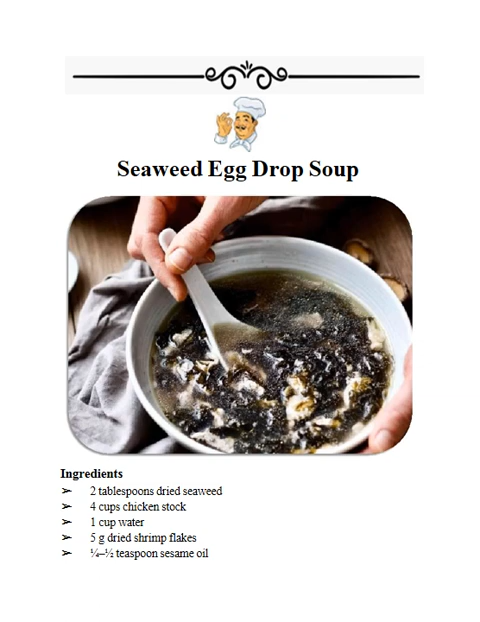 Seaweed Egg Drop Soup
Ingredients
➢ 2 tablespoons dried seaweed
➢ 4 cups chicken stock
➢ 1 cup water
➢ 5 g dried shrimp flakes
➢ ¼–½ teaspoon sesame oil